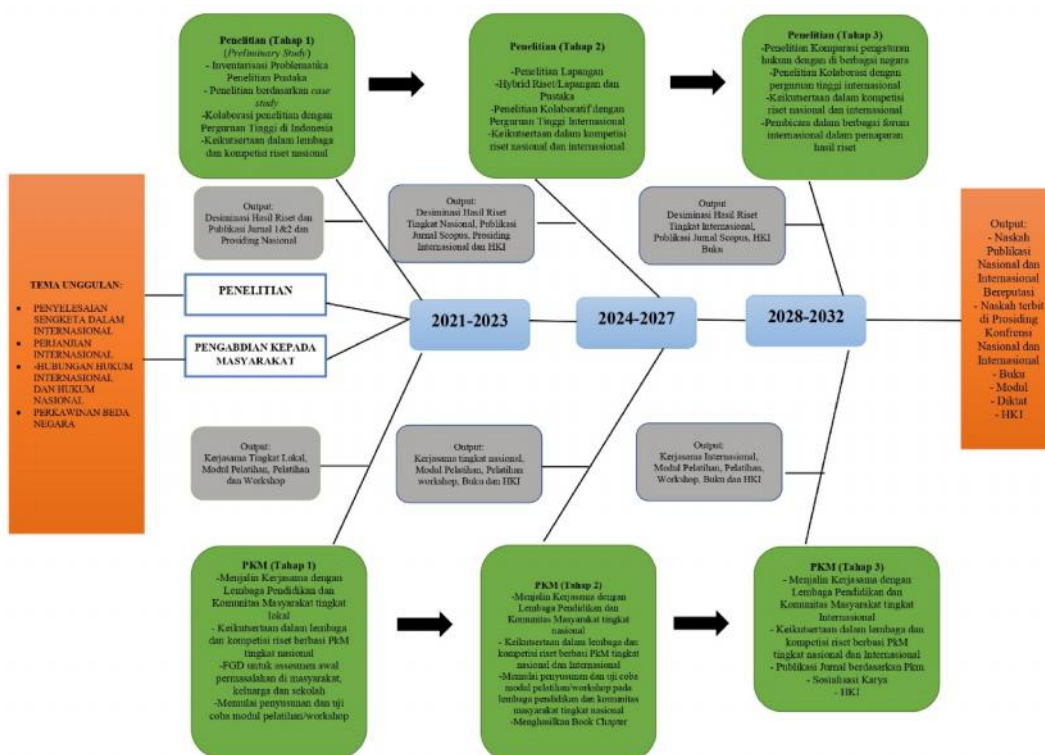 Penelitian (Tahap 1)
(Preliminary Study)
- Inventarisasi Problematika
Penelitian Pustaka
- Penelitian berdasarkan case
study
-Kolaborasi penelitian dengan
Perguruan Tinggi di Indonesia
-Keikutsertaan dalam lembaga
dan kompetisi riset nasional
Penelitian (Tahap 2)
-Penelitian Lapangan
-Hybrid Riset/Lapangan dan
Pustaka
-Penelitian Kolaboratif dengan
Perguruan Tinggi Internasional
-Keikutsertaan dalam kompetisi
riset nasional dan internasional
Penelitian (Tahap 3)
-Penelitian Komparasi pengaturan
hukum dengan di berbagai negara
-Penelitian Kolaborasi dengan
perguruan tinggi internasional
-Keikutsertaan dalam kompetisi
riset nasional dan internasional
-Pembicara dalam berbagai forum
internasional dalam pemaparan
hasil riset
Output:
Desiminasi Hasil Riset dan
Publikasi Jurnal 1&2 dan
Prosiding Nasional
Output:
Desiminasi Hasil Riset
Tingkat Nasional, Publikasi
Jurnal Scopus, Prosiding
Internasional dan HKI
Output
Desiminasi Hasil Riset
Tingkat Internasional,
Publikasi Jurnal Scopus, HKI
Buku
TEMA UNGGULAN:
• PENYELESAIAN
SENGKETA DALAM
INTERNASIONAL
• PERJANJIAN
INTERNASIONAL
• -HUBUNGAN HUKUM
INTERNASIONAL
DAN HUKUM
NASIONAL
• PERKAWINAN BEDA
NEGARA
PENELITIAN
PENGABDIAN KEPADA
MASYARAKAT
2021-2023
2024-2027
2028-2032
Output:
- Naskah
Publikasi
Nasional dan
Internasional
Bereputasi
- Naskah terbit
di Prosiding
Konfrensi
Nasional dan
Internasional
- Buku
- Modul
- Diktat
- HKI
Output:
Kerjasama Tingkat Lokal,
Modul Pelatihan, Pelatihan
dan Workshop
Output:
Kerjasama tingkat nasional,
Modul Pelatihan, Pelatihan
workshop, Buku dan HKI
Output:
Kerjasama Internasional,
Modul Pelatihan, Pelatihan,
Workshop, Buku dan HKI
PKM (Tahap 1)
-Menjalin Kerjasama dengan
Lembaga Pendidikan dan
Komunitas Masyarakat tingkat
lokal
- Keikutsertaan dalam lembaga
dan kompetisi riset berbasi PkM
tingkat nasional
-FGD untuk assesmen awal
permasalahan di masyarakat,
keluarga dan sekolah
- Memulai penyusunan dan uji
coba modul pelatihan/workshop
PKM (Tahap 2)
-Menjalin Kerjasama dengan
Lembaga Pendidikan dan
Komunitas Masyarakat tingkat
nasional
- Keikutsertaan dalam lembaga dan
kompetisi riset berbasi PkM tingkat
nasional dan Internasional
-Memulai penyusunan dan uji coba
modul pelatihan/workshop pada
lembaga pendidikan dan komunitas
masyarakat tingkat nasional
-Menghasilkan Book Chapter
PKM (Tahap 3)
- Menjalin Kerjasama dengan
Lembaga Pendidikan dan
Komunitas Masyarakat tingkat
Internasional
- Keikutsertaan dalam lembaga dan
kompetisi riset berbasi PkM
tingkat nasional dan Internasional
- Publikasi Jurnal berdasarkan Pkm
- Sosialisasi Karya
- HKI